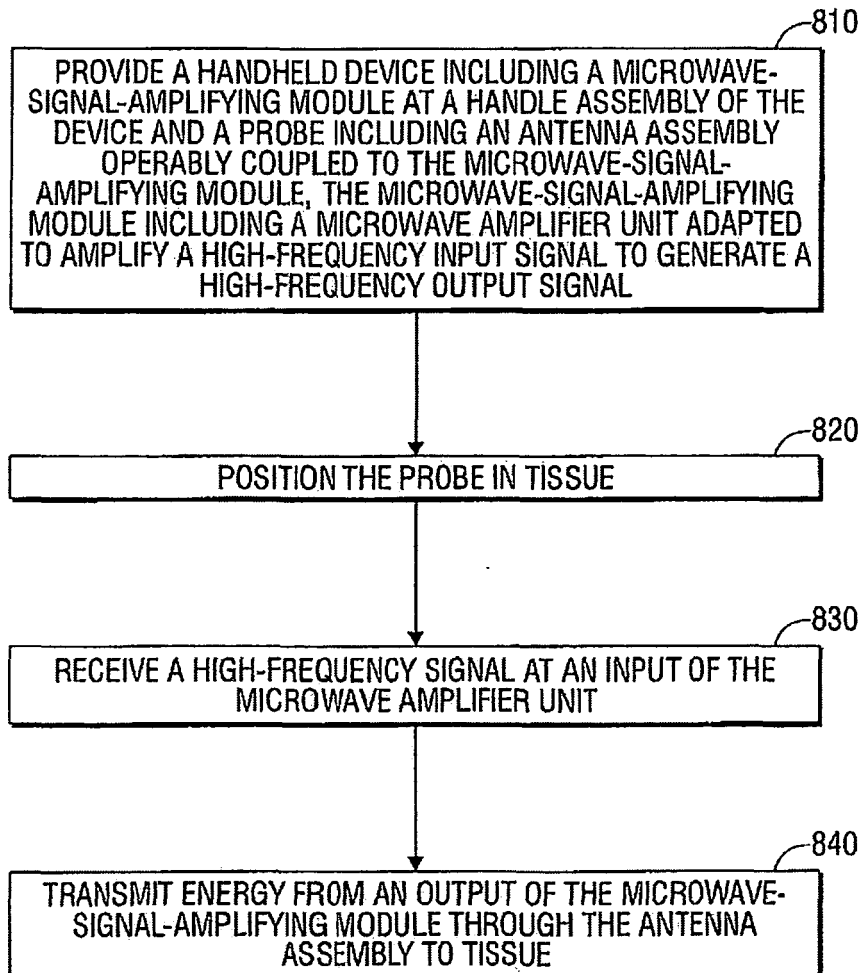 810
PROVIDE A HANDHELD DEVICE INCLUDING A MICROWAVE-
SIGNAL-AMPLIFYING MODULE AT A HANDLE ASSEMBLY OF THE
DEVICE AND A PROBE INCLUDING AN ANTENNA ASSEMBLY
OPERABLY COUPLED TO THE MICROWAVE-SIGNAL-
AMPLIFYING MODULE, THE MICROWAVE-SIGNAL-AMPLIFYING
MODULE INCLUDING A MICROWAVE AMPLIFIER UNIT ADAPTED
TO AMPLIFY A HIGH-FREQUENCY INPUT SIGNAL TO GENERATE A
HIGH-FREQUENCY OUTPUT SIGNAL
820
POSITION THE PROBE IN TISSUE
830
RECEIVE A HIGH-FREQUENCY SIGNAL AT AN INPUT OF THE
MICROWAVE AMPLIFIER UNIT
840
TRANSMIT ENERGY FROM AN OUTPUT OF THE MICROWAVE-
SIGNAL-AMPLIFYING MODULE THROUGH THE ANTENNA
ASSEMBLY TO TISSUE